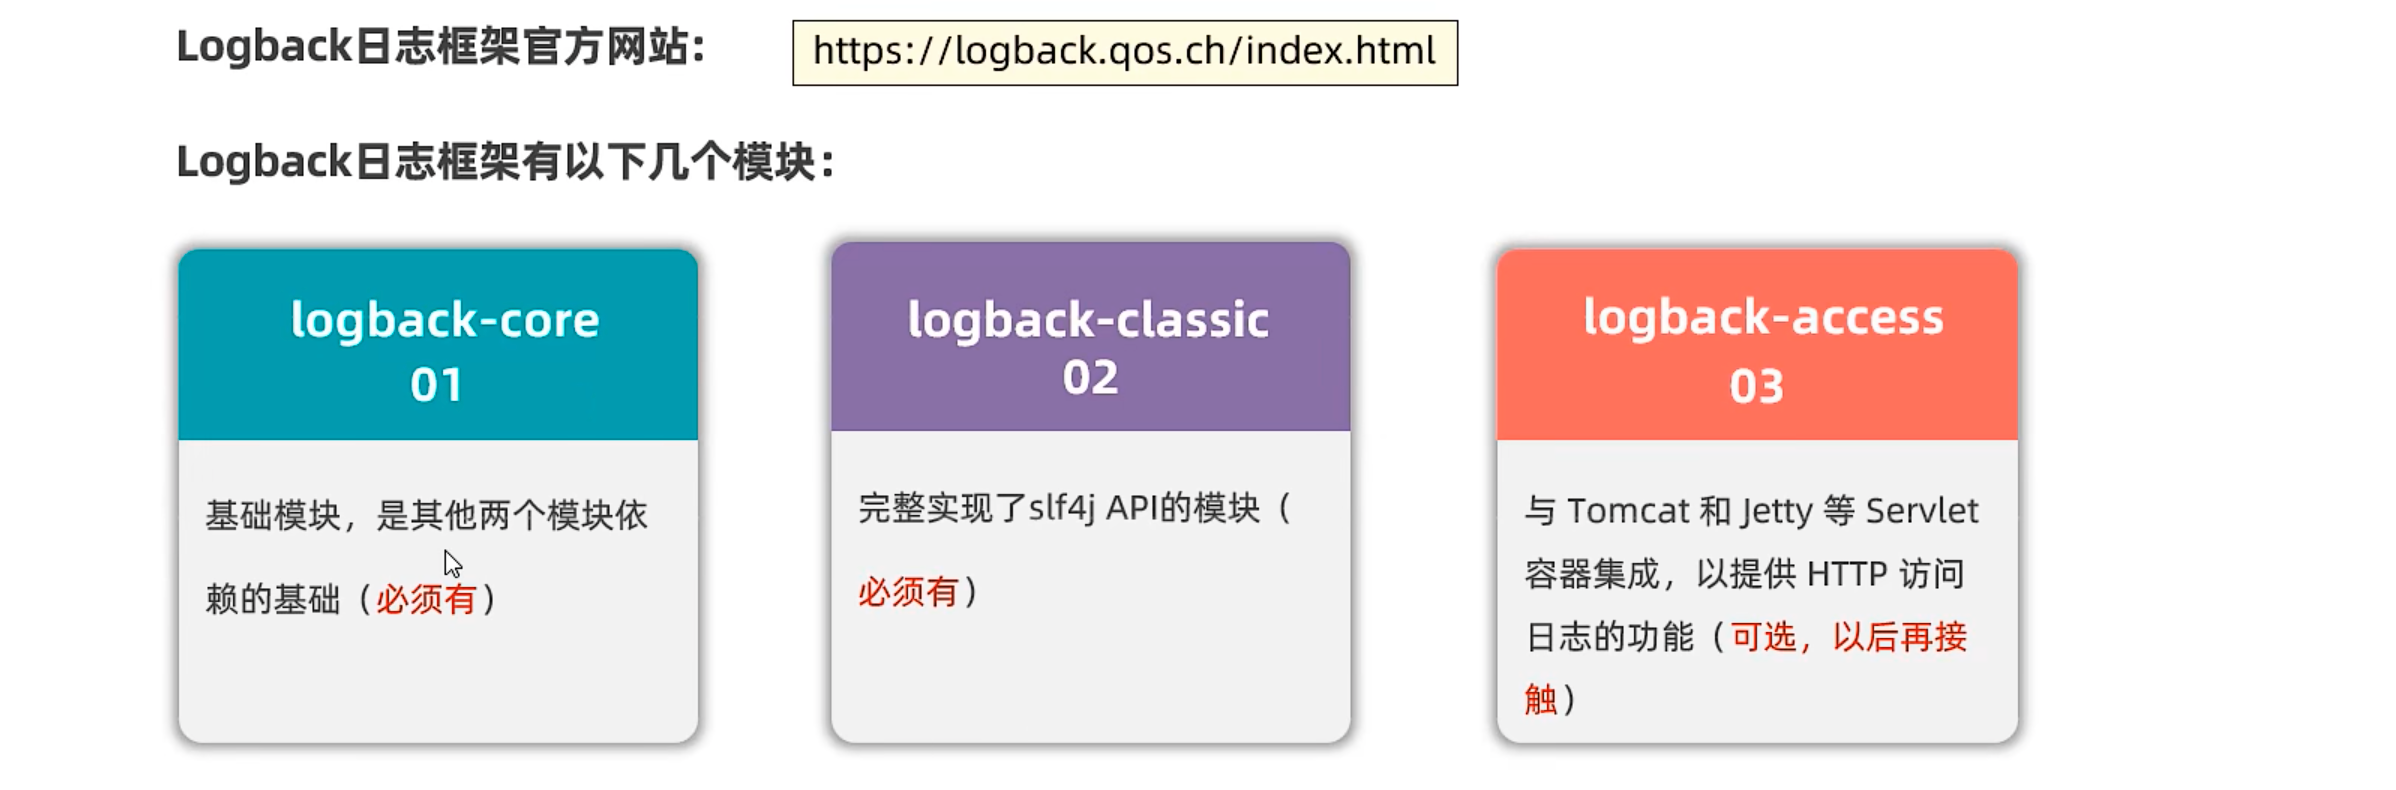 Logback日志框架官方网站:
https://logback.qos.ch/index.html
Logback日志框架有以下几个模块:
logback-core
01
基础模块，是其他两个模块依
赖的基础（必须有）
logback-classic
02
完整实现了slf4j API的模块（
必须有）
logback-access
03
与 Tomcat 和 Jetty 等 Servlet
容器集成，以提供 HTTP 访问
日志的功能（可选，以后再接
触）